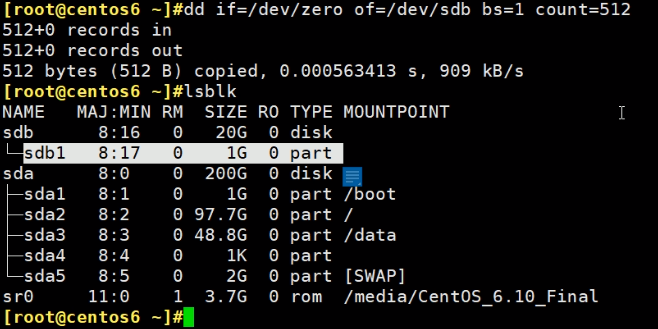 [root@centos6 ~]#dd if=/dev/zero of=/dev/sdb bs=1 count=512
512+0 records in
512+0 records out
512 bytes (512 B) copied, 0.000563413 s, 909 kB/s
[root@centos6 ~]#lsblk
NAME   MAJ:MIN RM  SIZE RO TYPE MOUNTPOINT
sdb      8:16   0   20G  0 disk
└─sdb1   8:17   0    1G  0 part
sda      8:0    0  200G  0 disk
├─sda1   8:1    0    1G  0 part /boot
├─sda2   8:2    0 97.7G  0 part /
├─sda3   8:3    0 48.8G  0 part /data
├─sda4   8:4    0    1K  0 part
└─sda5   8:5    0    2G  0 part [SWAP]
sr0     11:0    1  3.7G  0 rom  /media/CentOS_6.10_Final
[root@centos6 ~]#